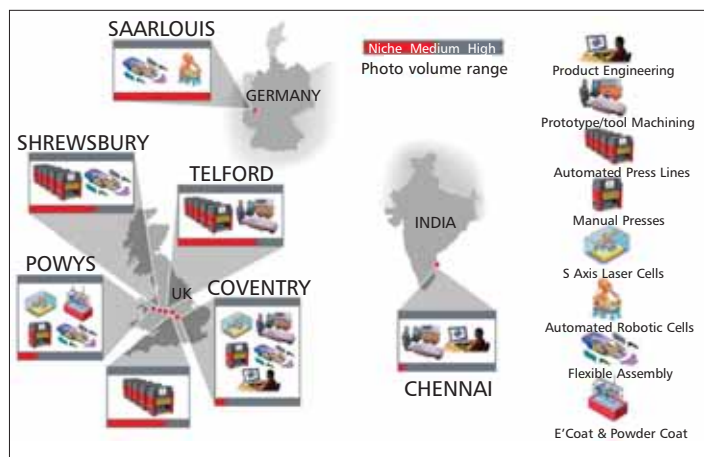 SAARLOUIS
GERMANY
Niche Medium High
Photo volume range
SHREWSBURY
TELFORD
POWYS
UK
COVENTRY
INDIA
CHENNAI
Product Engineering
Prototype/tool Machining
Automated Press Lines
Manual Presses
S Axis Laser Cells
Automated Robotic Cells
Flexible Assembly
E'Coat & Powder Coat